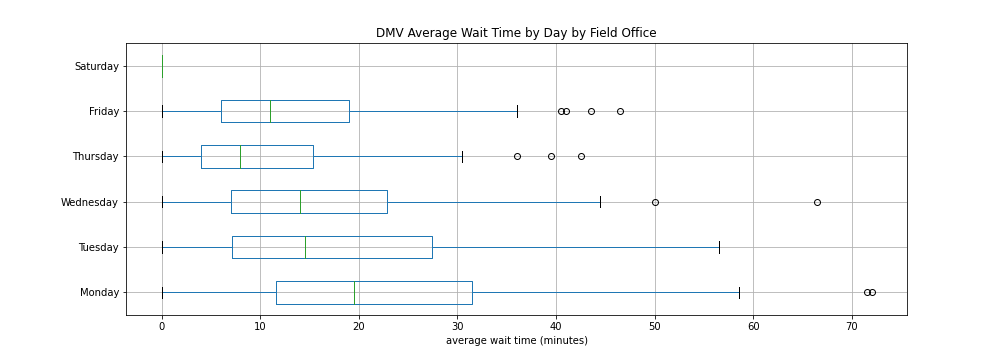 DMV Average Wait Time by Day by Field Office
Saturday
Friday
Thursday
Wednesday
Tuesday
Monday
0 10 20 30 40 50 60 70
average wait time (minutes)